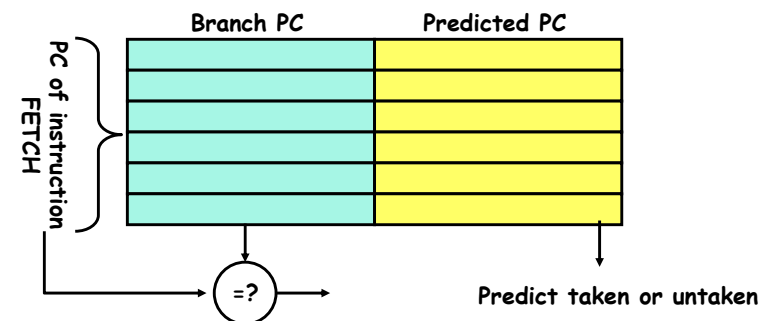 Branch PC
Predicted PC
PC of instruction
FETCH
=?
Predict taken or untaken